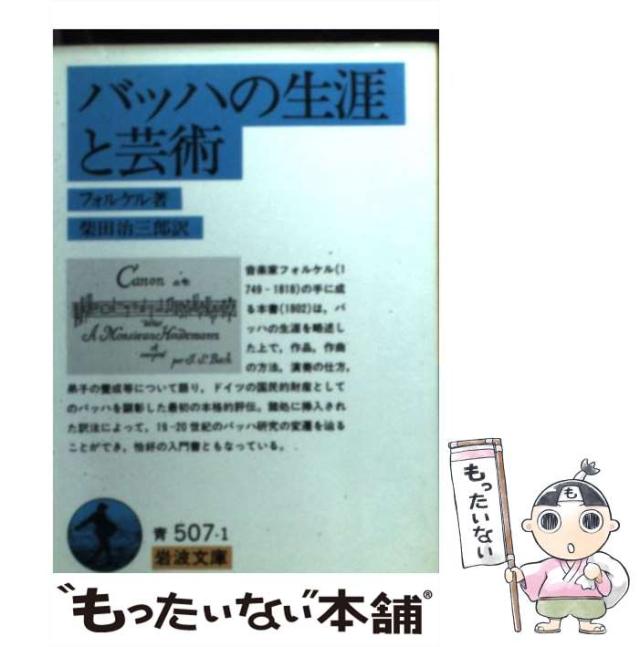 バッハの生涯
と芸術
フォルケル著
柴田治三郎訳
Canon
A Monsieur Houdemann
per J. S. Bach
音楽家フォルケル(1
749-1818)の手に成
る本書(1802)は、バ
ッハの生涯を略述し
た上で、作品、作曲
の方法、演奏の仕方、
弟子の養成等について語り、ドイツの国民的財産として
のバッハを顕彰した最初の本格的評伝。随処に挿入され
た訳注によって、19-20世紀のバッハ研究の変遷を辿る
ことができ、恰好の入門書ともなっている。
青 507-1
岩波文庫
も
もったいない
"もったいない"本舗®